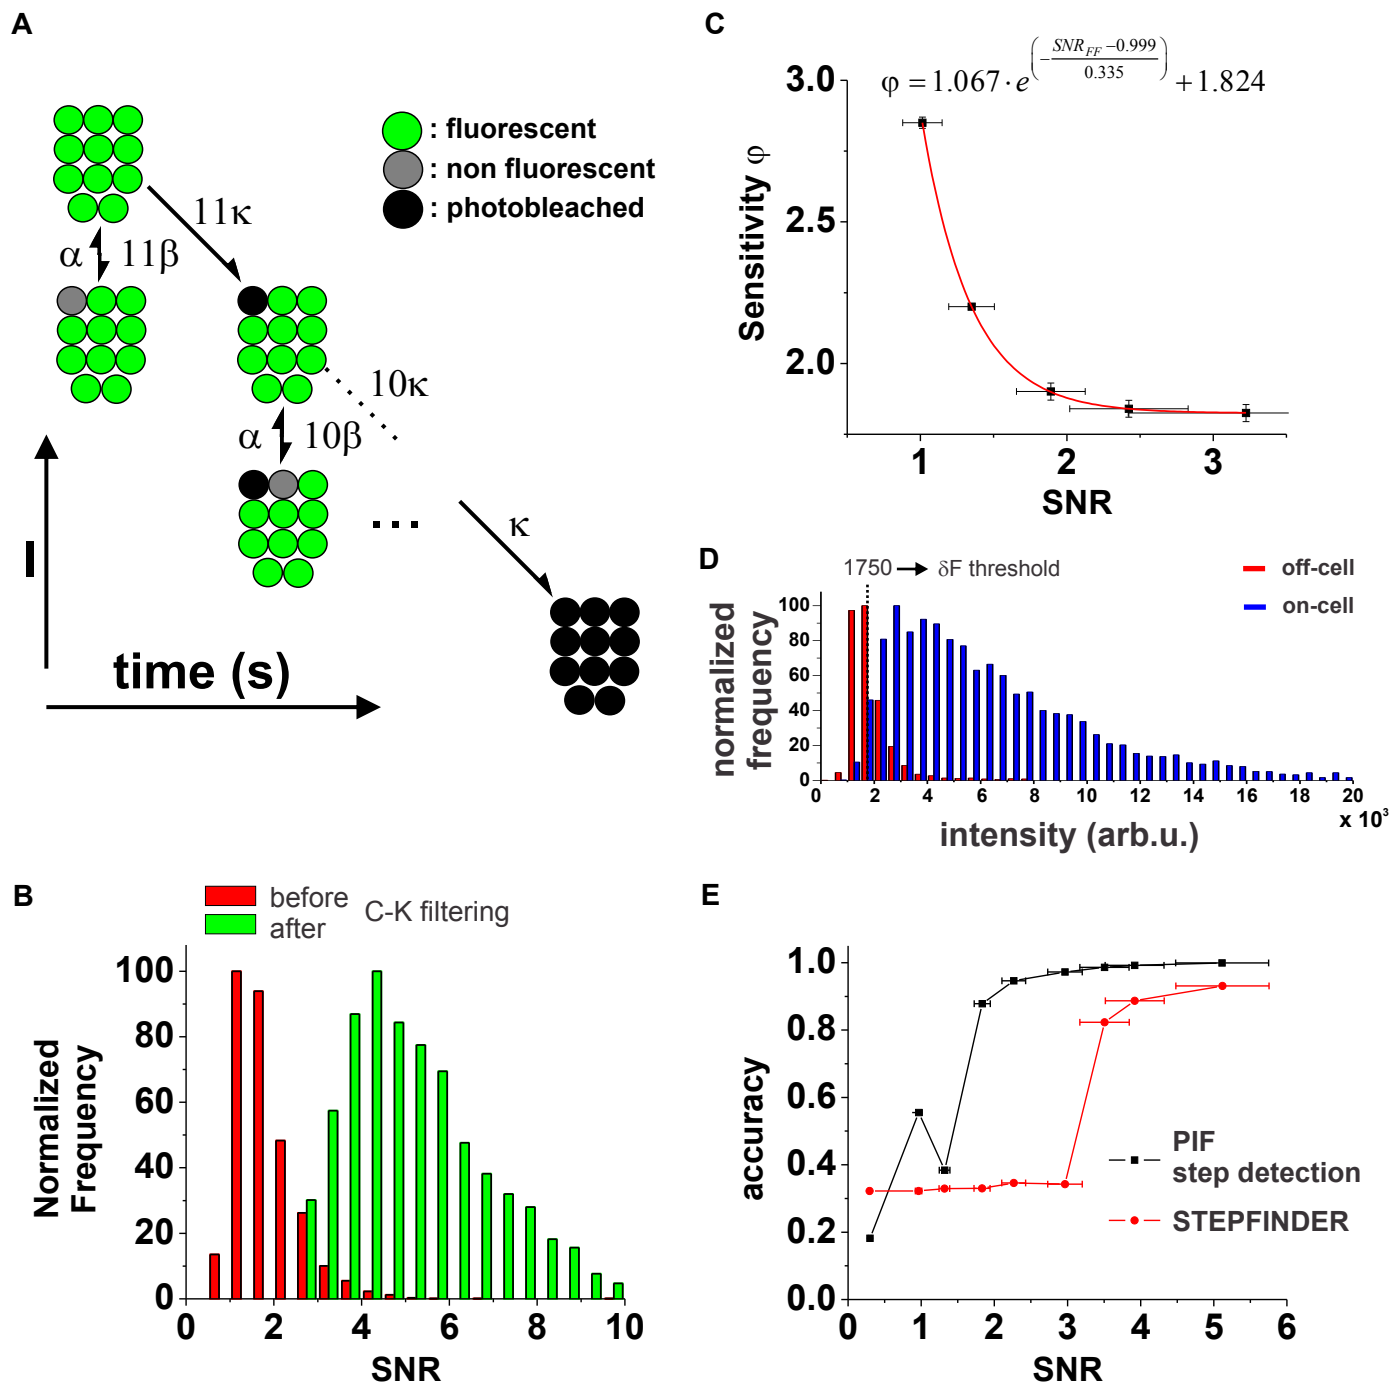 A
: fluorescent
: non fluorescent
: photobleached
11κ
α
11β
10κ
α
10β
...
κ
I
time (s)
B
before
after
C-K filtering
Normalized
Frequency
100
80
60
40
20
0
0
2
4
6
8
10
SNR
C
φ = 1.067 · e^(− (SNR_FF − 0.999) / 0.335) + 1.824
Sensitivity φ
3.0
2.5
2.0
1
2
3
SNR
D
1750
δF threshold
off-cell
on-cell
normalized
frequency
100
80
60
40
20
0
0
2
4
6
8
10
12
14
16
18
20
x 10³
intensity (arb.u.)
E
accuracy
1.0
0.8
0.6
0.4
0.2
0.0
PIF
step detection
STEPFINDER
0
1
2
3
4
5
6
SNR